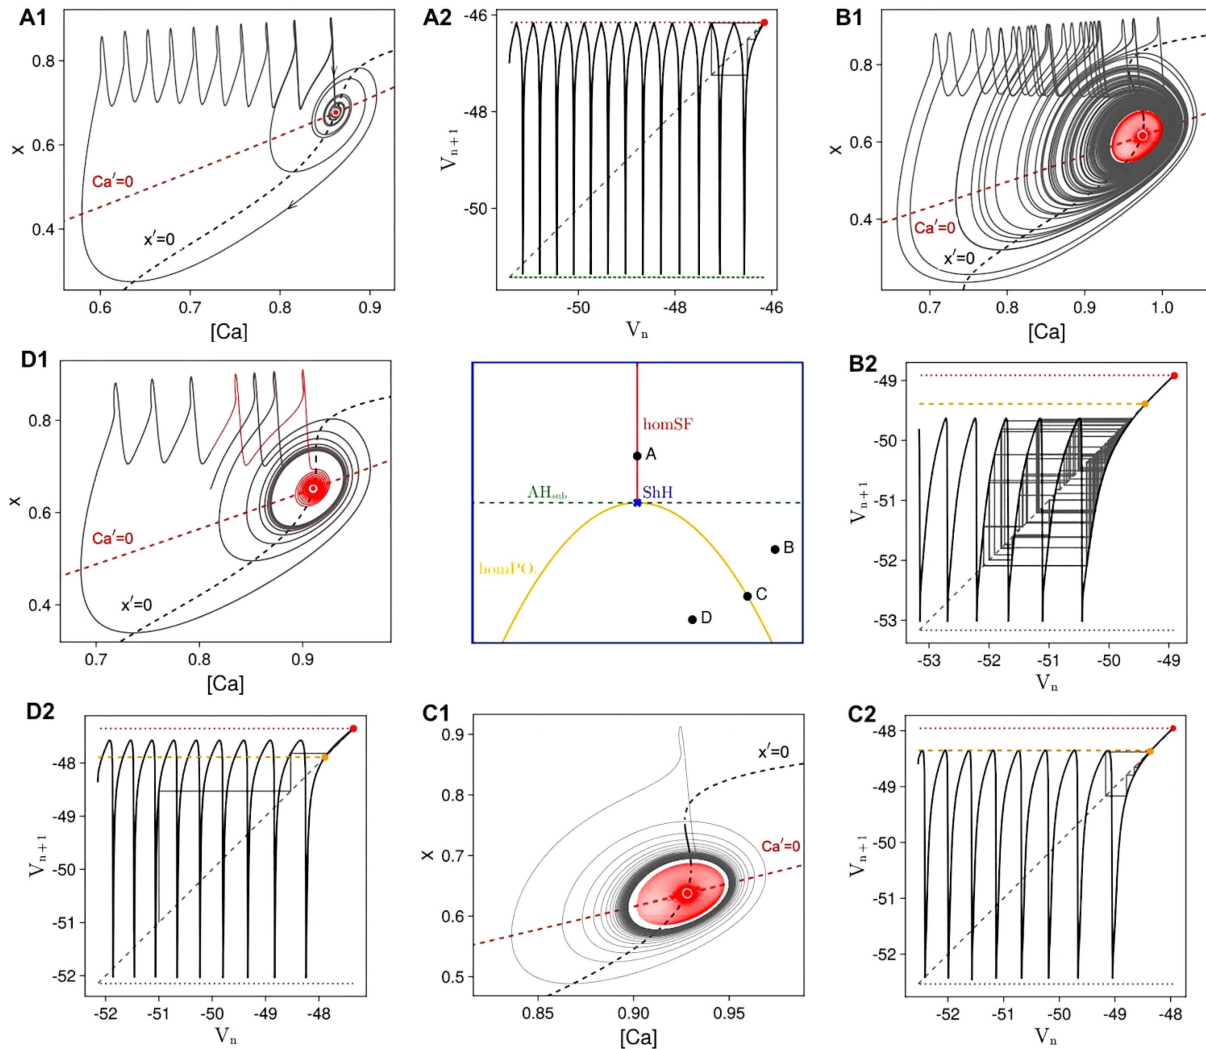 A1
0.8
0.6
0.4
x
Ca'=0
x'=0
0.6
0.7
0.8
0.9
[Ca]
A2
-46
-48
-50
V_{n+1}
-50
-48
-46
V_n
B1
0.8
0.6
0.4
x
Ca'=0
x'=0
0.7
0.8
0.9
1.0
[Ca]
D1
0.8
0.6
0.4
x
Ca'=0
x'=0
0.7
0.8
0.9
[Ca]
homSF
A
AH_{sub}
ShH
homPO
B
C
D
B2
-49
-50
-51
-52
-53
V_{n+1}
-53
-52
-51
-50
-49
V_n
D2
-48
-49
-50
-51
-52
V_{n+1}
-52
-51
-50
-49
-48
V_n
C1
0.9
0.8
0.7
0.6
0.5
x
x'=0
Ca'=0
0.85
0.90
0.95
[Ca]
C2
-48
-49
-50
-51
-52
V_{n+1}
-52
-51
-50
-49
-48
V_n